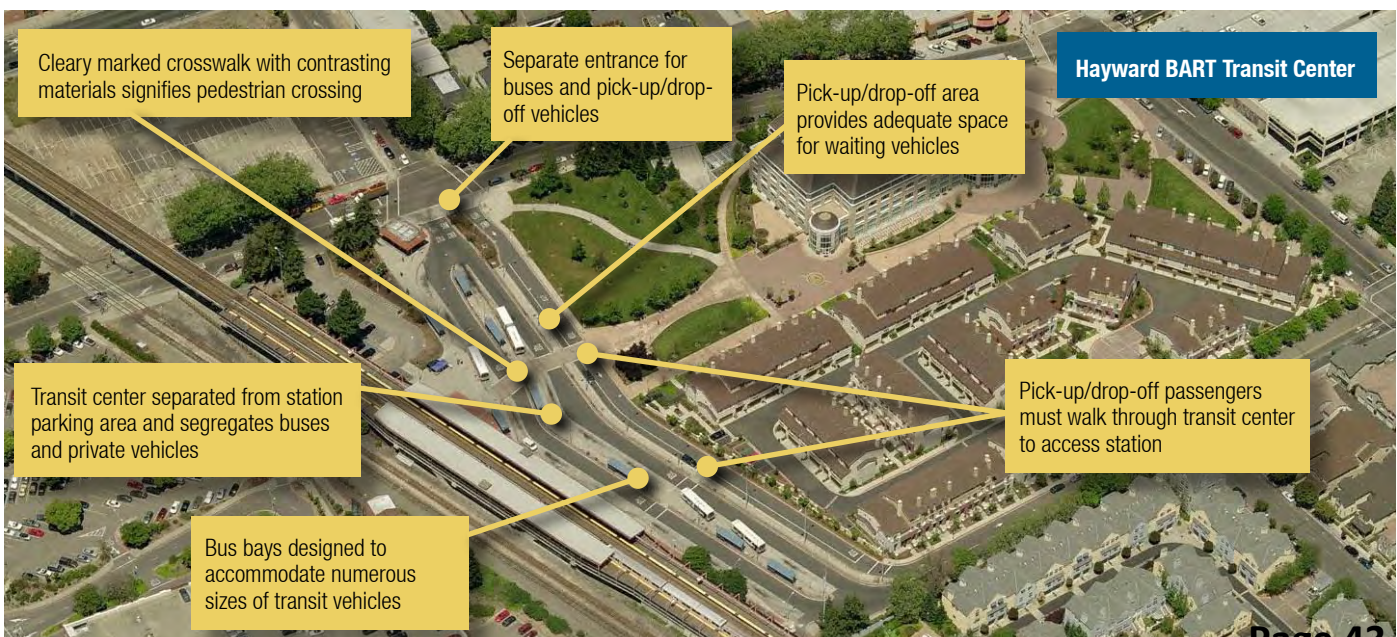 Cleary marked crosswalk with contrasting
materials signifies pedestrian crossing
Separate entrance for
buses and pick-up/drop-
off vehicles
Pick-up/drop-off area
provides adequate space
for waiting vehicles
Hayward BART Transit Center
Transit center separated from station
parking area and segregates buses
and private vehicles
Pick-up/drop-off passengers
must walk through transit center
to access station
Bus bays designed to
accommodate numerous
sizes of transit vehicles